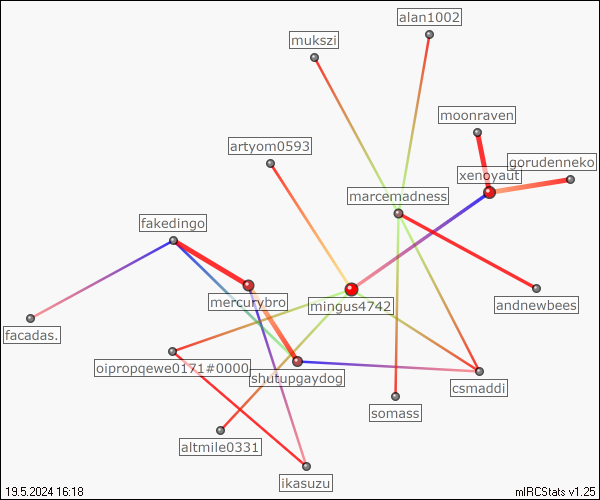 alan1002
mukszi
moonraven
artyom0593
gorudenneko
xenoyaut
marcemadness
fakedingo
mercurybro
mingus4742
andnewbees
facadas.
oipropqewe0171#0000
shutupgaydog
csmaddi
somass
altmile0331
ikasuzu
19.5.2024 16:18
mIRCStats v1.25